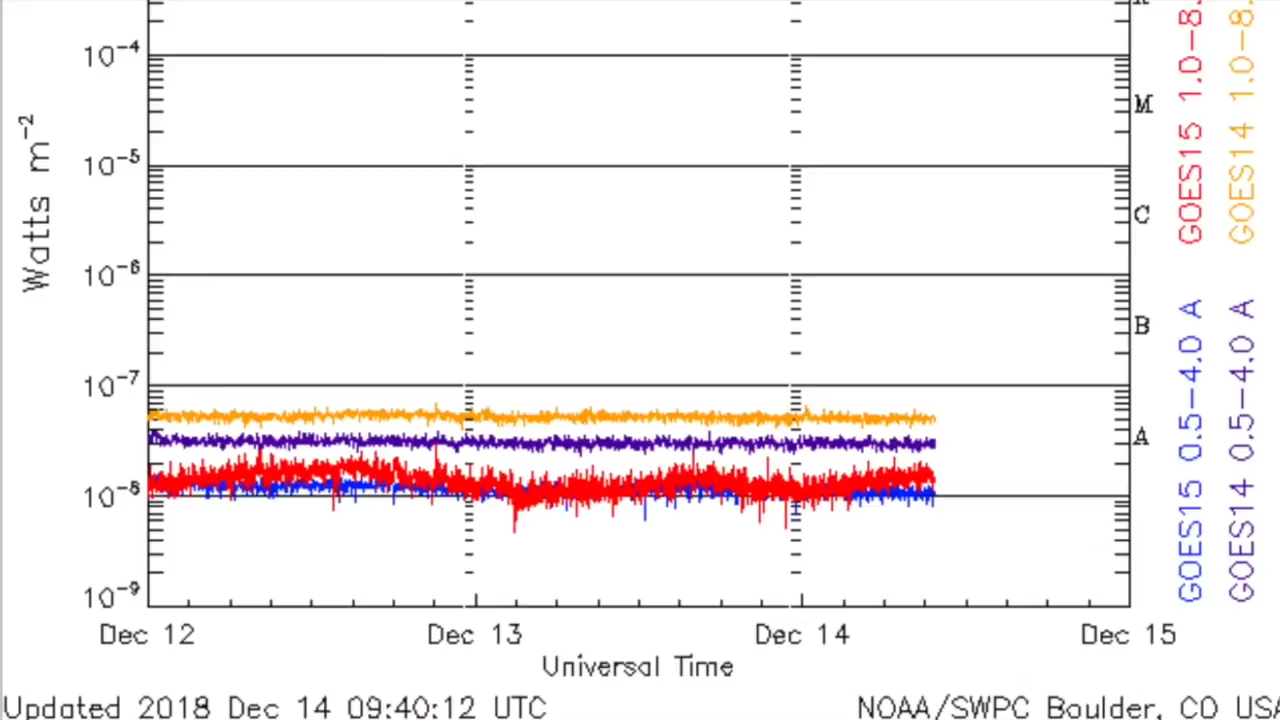 10-4
M
10-5
C
10-6
B
10-7
A
10-8
10-9
Watts m-2
Dec 12 Dec 13 Dec 14 Dec 15
Universal Time
Updated 2018 Dec 14 09:40:12 UTC
NOAA/SWPC Boulder, CO USA
GOES15 1.0-8.
GOES14 1.0-8.
GOES15 0.5-4.0 A
GOES14 0.5-4.0 A